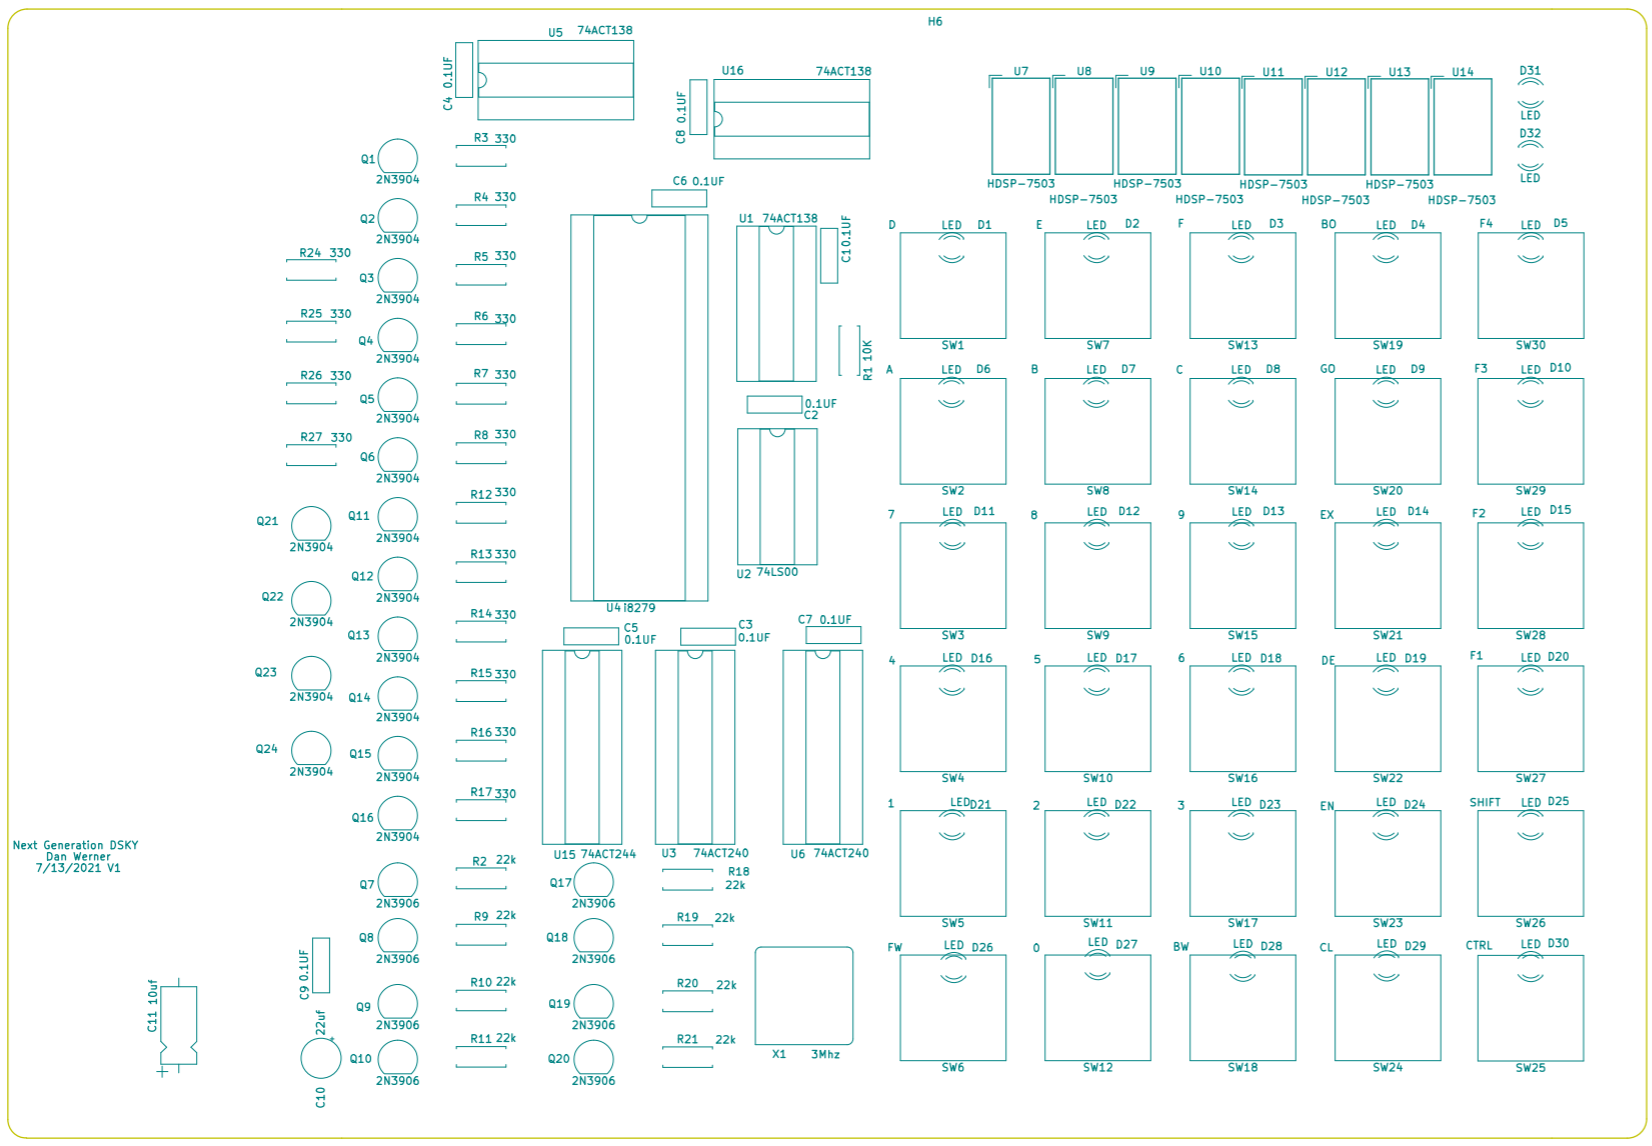 H6
U5 74ACT138
C4 0.1UF
U16 74ACT138
C8 0.1UF
U7 U8 U9 U10 U11 U12 U13 U14
D31
LED
D32
LED
HDSP-7503 HDSP-7503 HDSP-7503 HDSP-7503
HDSP-7503 HDSP-7503 HDSP-7503 HDSP-7503
Q1
2N3904
R3 330
Q2
2N3904
R4 330
Q3
2N3904
R5 330
Q4
2N3904
R6 330
Q5
2N3904
R7 330
Q6
2N3904
R8 330
Q11
2N3904
R12 330
Q12
2N3904
R13 330
Q13
2N3904
R14 330
Q14
2N3904
R15 330
Q15
2N3904
R16 330
Q16
2N3904
R17 330
R24 330
R25 330
R26 330
R27 330
Q21
2N3904
Q22
2N3904
Q23
2N3904
Q24
2N3904
C6 0.1UF
U4 i8279
U1 74ACT138
C1 0.1UF
R1 10K
0.1UF
C2
U2 74LS00
C5
0.1UF
C3
0.1UF
C7 0.1UF
U15 74ACT244
U3 74ACT240
U6 74ACT240
D LED D1 E LED D2 F LED D3 BO LED D4 F4 LED D5
SW1 SW7 SW13 SW19 SW30
A LED D6 B LED D7 C LED D8 GO LED D9 F3 LED D10
SW2 SW8 SW14 SW20 SW29
7 LED D11 8 LED D12 9 LED D13 EX LED D14 F2 LED D15
SW3 SW9 SW15 SW21 SW28
4 LED D16 5 LED D17 6 LED D18 DE LED D19 F1 LED D20
SW4 SW10 SW16 SW22 SW27
1 LED D21 2 LED D22 3 LED D23 EN LED D24 SHIFT LED D25
SW5 SW11 SW17 SW23 SW26
FW LED D26 0 LED D27 BW LED D28 CL LED D29 CTRL LED D30
SW6 SW12 SW18 SW24 SW25
Next Generation DSKY
Dan Werner
7/13/2021 V1
Q7
2N3906
R2 22k
Q8
2N3906
R9 22k
Q9
2N3906
R10 22k
Q10
2N3906
R11 22k
Q17
2N3906
R18
22k
Q18
2N3906
R19 22k
Q19
2N3906
R20 22k
Q20
2N3906
R21 22k
X1 3Mhz
C9 0.1UF
C11 10uf
+
22uf
C10